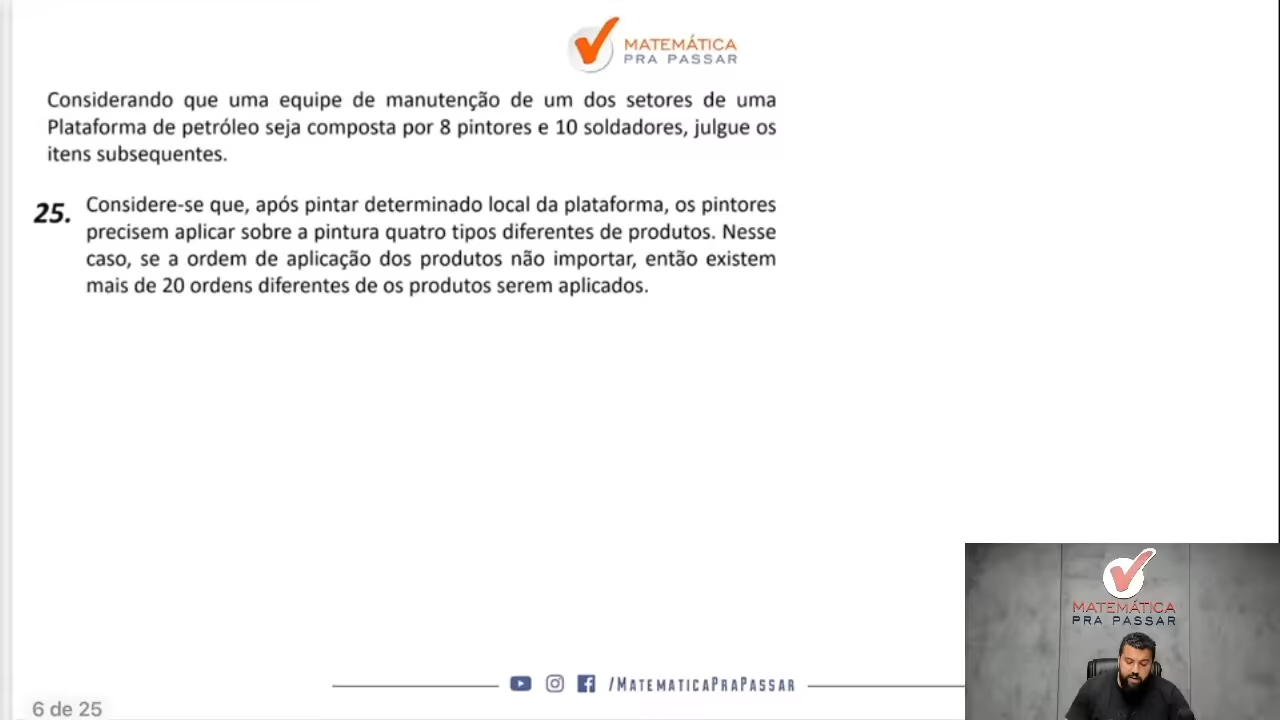 MATEMÁTICA
PRA PASSAR
Considerando que uma equipe de manutenção de um dos setores de uma
Plataforma de petróleo seja composta por 8 pintores e 10 soldadores, julgue os
itens subsequentes.
25. Considere-se que, após pintar determinado local da plataforma, os pintores
precisem aplicar sobre a pintura quatro tipos diferentes de produtos. Nesse
caso, se a ordem de aplicação dos produtos não importar, então existem
mais de 20 ordens diferentes de os produtos serem aplicados.
MATEMÁTICA
PRA PASSAR
/MATEMATICAPRAPASSAR
6 de 25